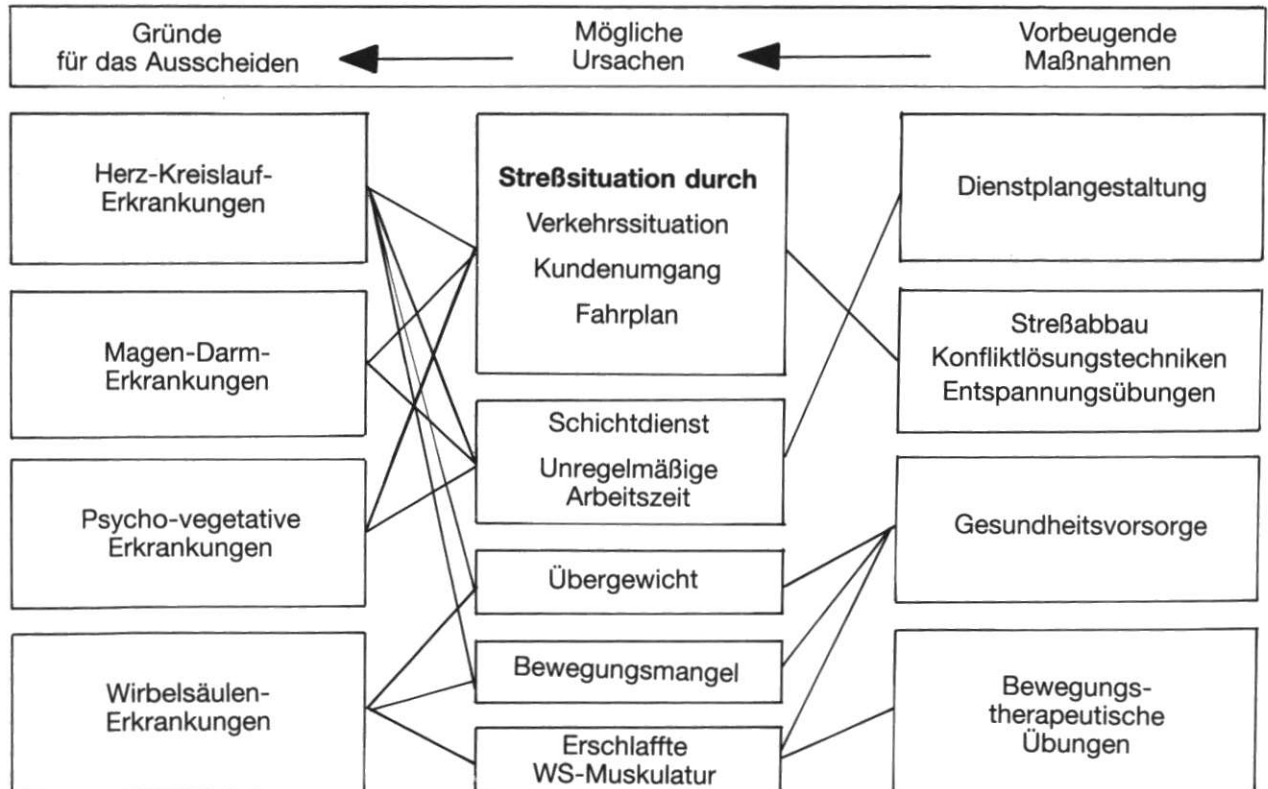 Gründe
für das Ausscheiden
Mögliche
Ursachen
Vorbeugende
Maßnahmen
Herz-Kreislauf-
Erkrankungen
Magen-Darm-
Erkrankungen
Psycho-vegetative
Erkrankungen
Wirbelsäulen-
Erkrankungen
Streßsituation durch
Verkehrssituation
Kundenumgang
Fahrplan
Schichtdienst
Unregelmäßige
Arbeitszeit
Übergewicht
Bewegungsmangel
Erschlaffte
WS-Muskulatur
Dienstplangestaltung
Streßabbau
Konfliktlösungstechniken
Entspannungsübungen
Gesundheitsvorsorge
Bewegungs-
therapeutische
Übungen